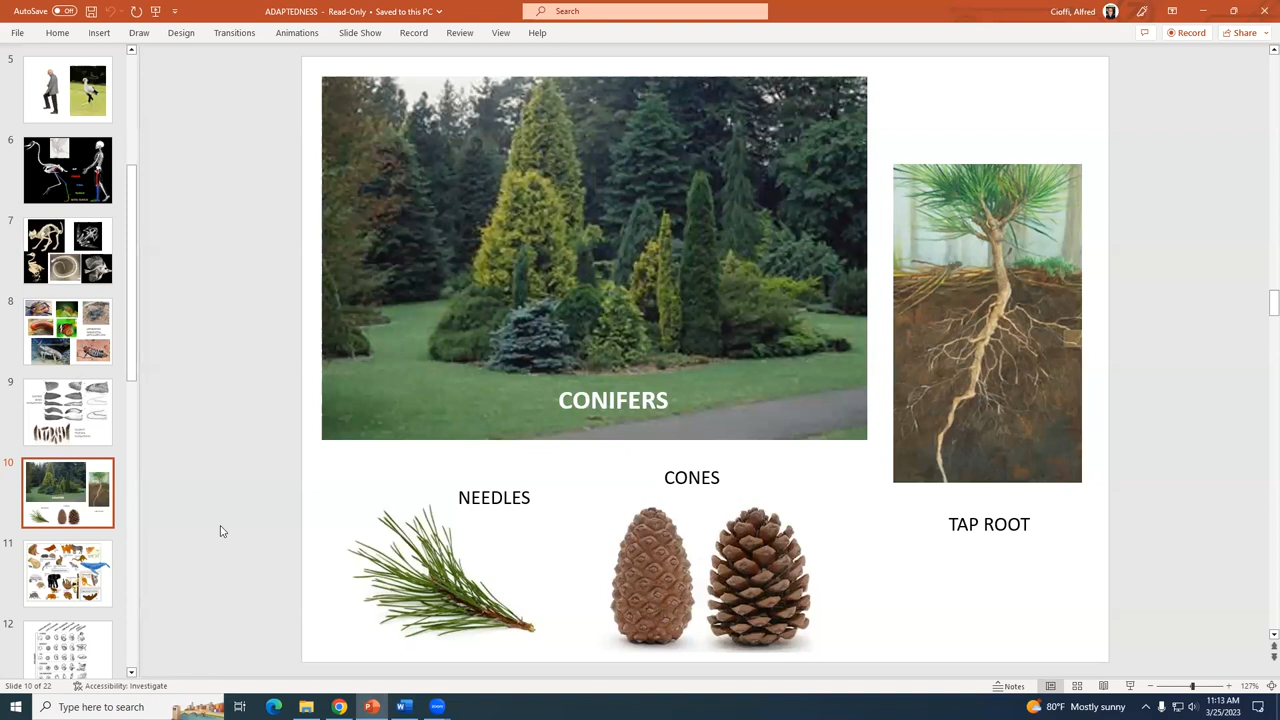 AutoSave Off
ADAPTEDNESS - Read-Only • Saved to this PC
Search
Cioffi, Alfred
File Home Insert Draw Design Transitions Animations Slide Show Record Review View Help
Record
Share
5
6
7
8
9
10
11
12
CONIFERS
CONES
NEEDLES
TAP ROOT
Slide 10 of 22
Accessibility: Investigate
Notes
127%
Type here to search
80°F Mostly sunny
11:13 AM
3/25/2023